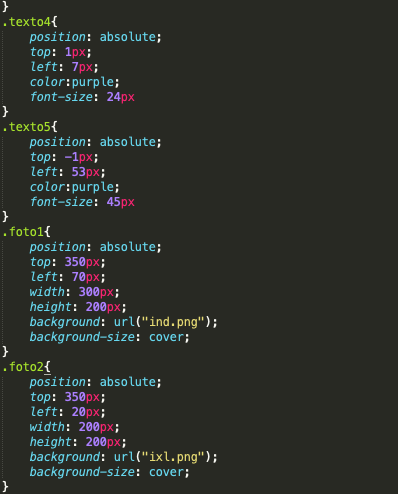 }
.texto4{
    position: absolute;
    top: 1px;
    left: 7px;
    color:purple;
    font-size: 24px
}
.texto5{
    position: absolute;
    top: -1px;
    left: 53px;
    color:purple;
    font-size: 45px
}
.foto1{
    position: absolute;
    top: 350px;
    left: 70px;
    width: 300px;
    height: 200px;
    background: url("ind.png");
    background-size: cover;
}
.foto2{
    position: absolute;
    top: 350px;
    left: 20px;
    width: 200px;
    height: 200px;
    background: url("ixl.png");
    background-size: cover;
}